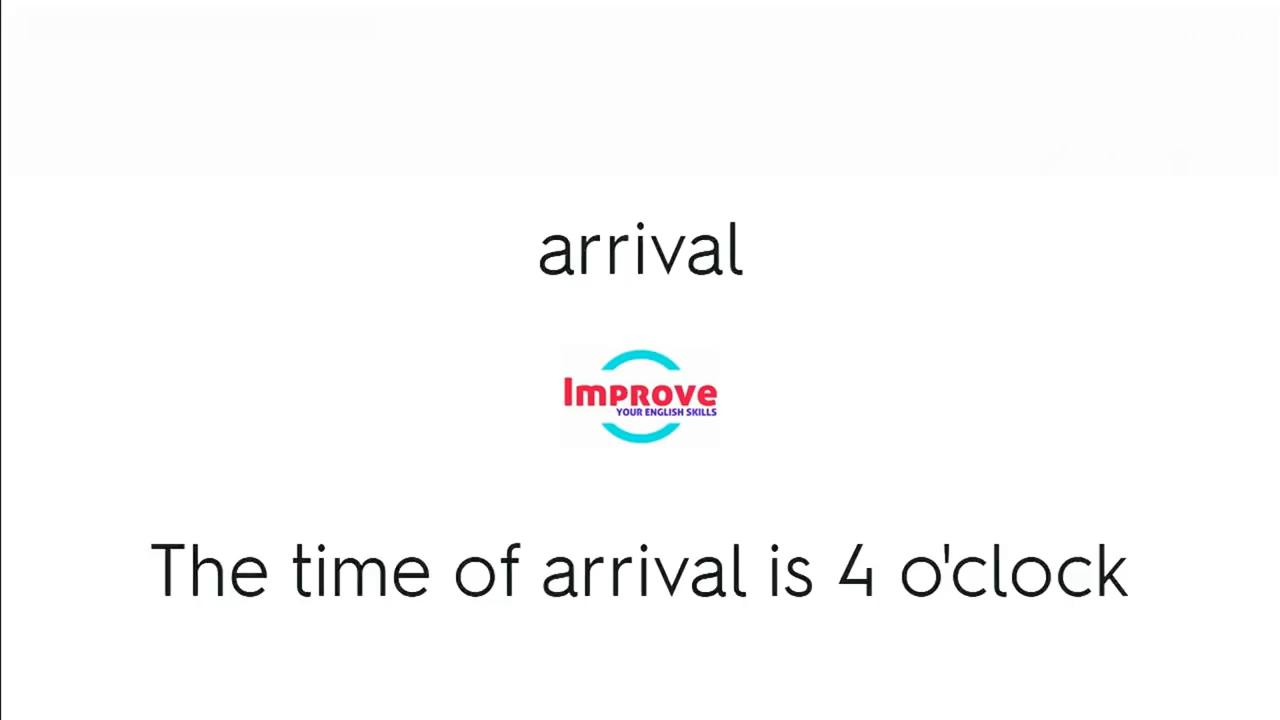 arrival
Improve
YOUR ENGLISH SKILLS
The time of arrival is 4 o'clock